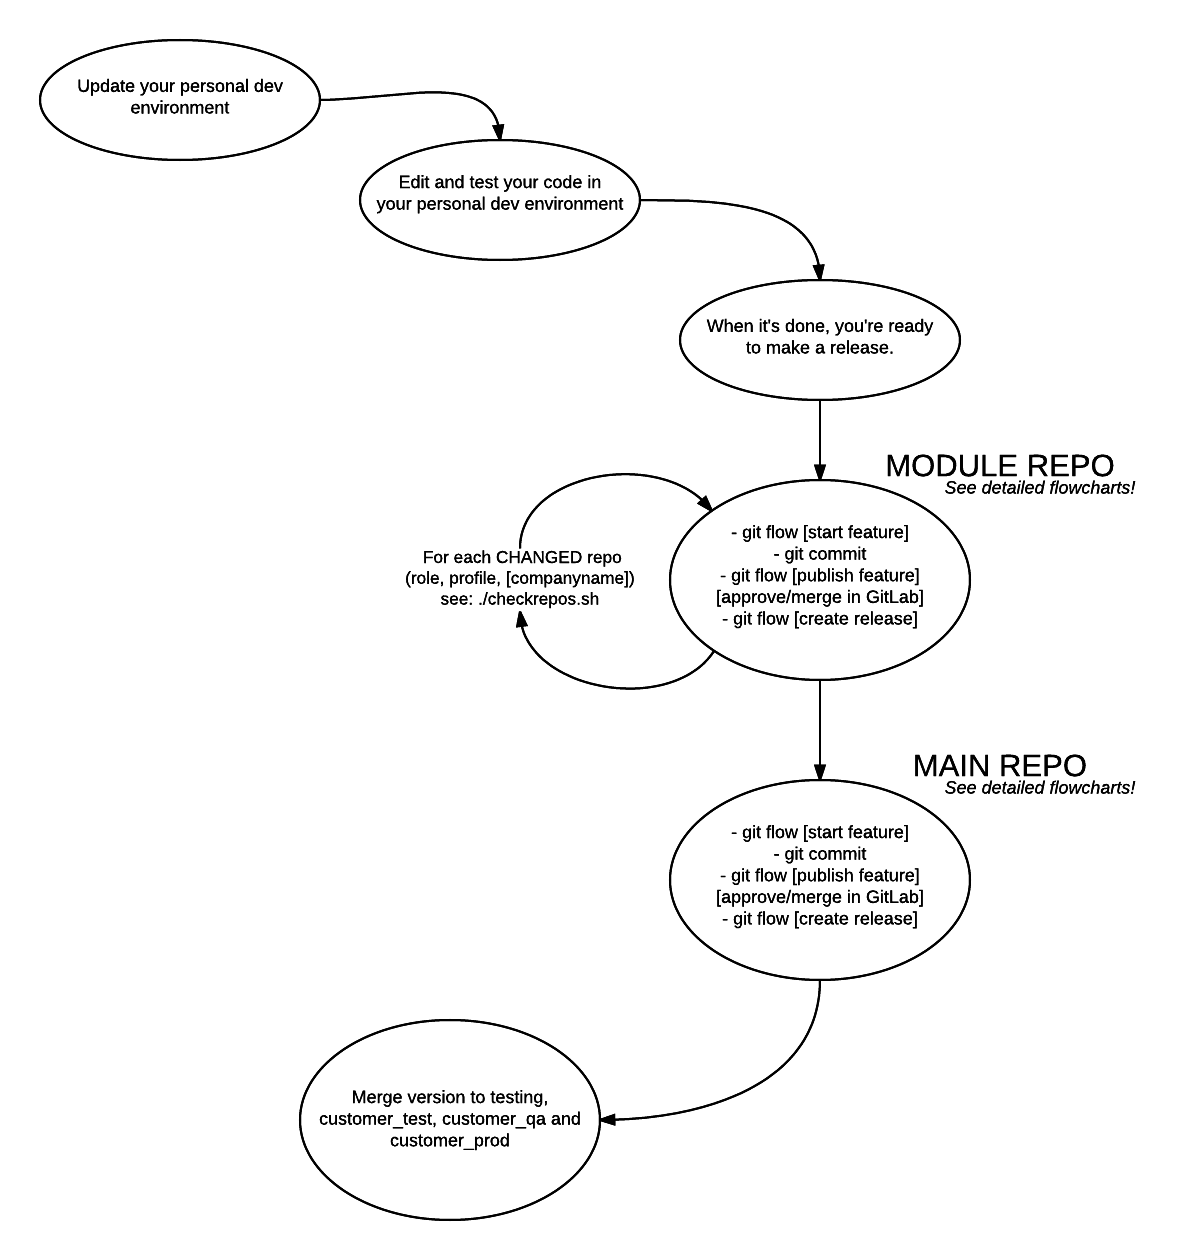 Update your personal dev
environment
Edit and test your code in
your personal dev environment
When it's done, you're ready
to make a release.
MODULE REPO
See detailed flowcharts!
- git flow [start feature]
- git commit
- git flow [publish feature]
[approve/merge in GitLab]
- git flow [create release]
For each CHANGED repo
(role, profile, [companyname])
see: ./checkrepos.sh
MAIN REPO
See detailed flowcharts!
- git flow [start feature]
- git commit
- git flow [publish feature]
[approve/merge in GitLab]
- git flow [create release]
Merge version to testing,
customer_test, customer_qa and
customer_prod